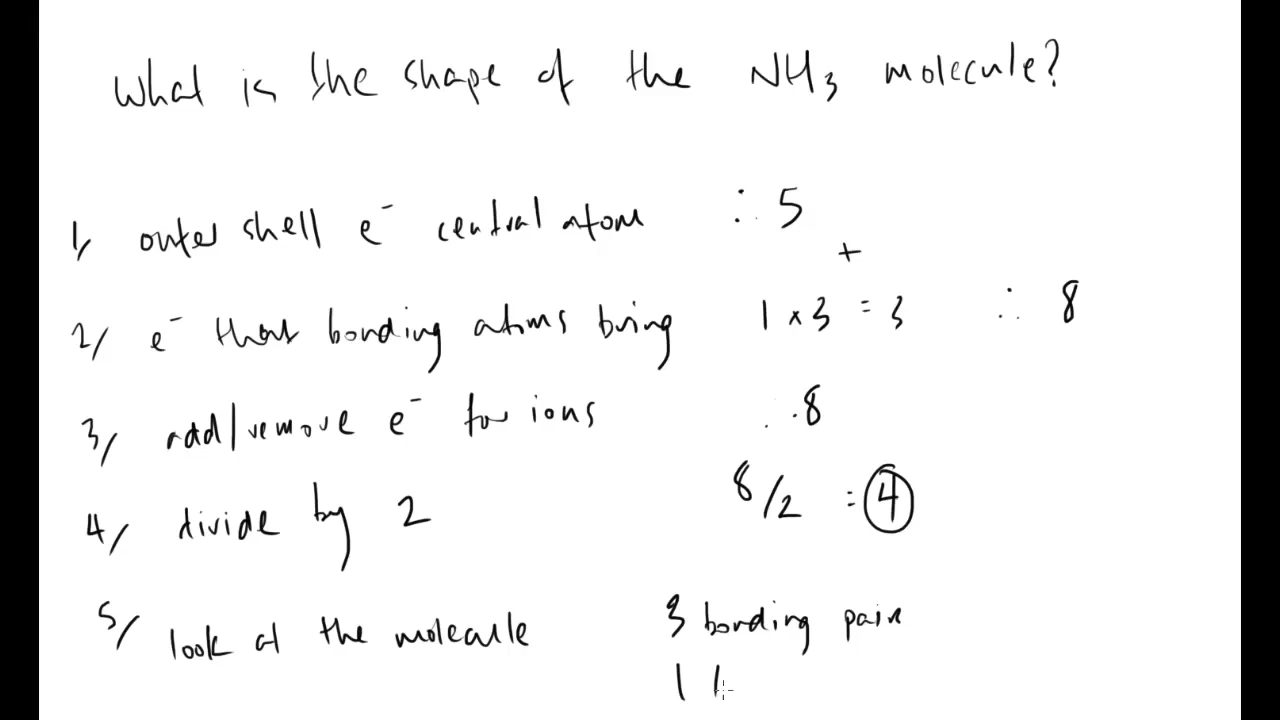 What is the shape of the NH₃ molecule?
1/ outer shell e⁻ central atom ∴ 5
+
2/ e⁻ that bonding atoms bring 1 × 3 = 3 ∴ 8
3/ add/remove e⁻ for ions ∴ 8
4/ divide by 2 8/2 = 4
5/ look at the molecule 3 bonding pair
1 l